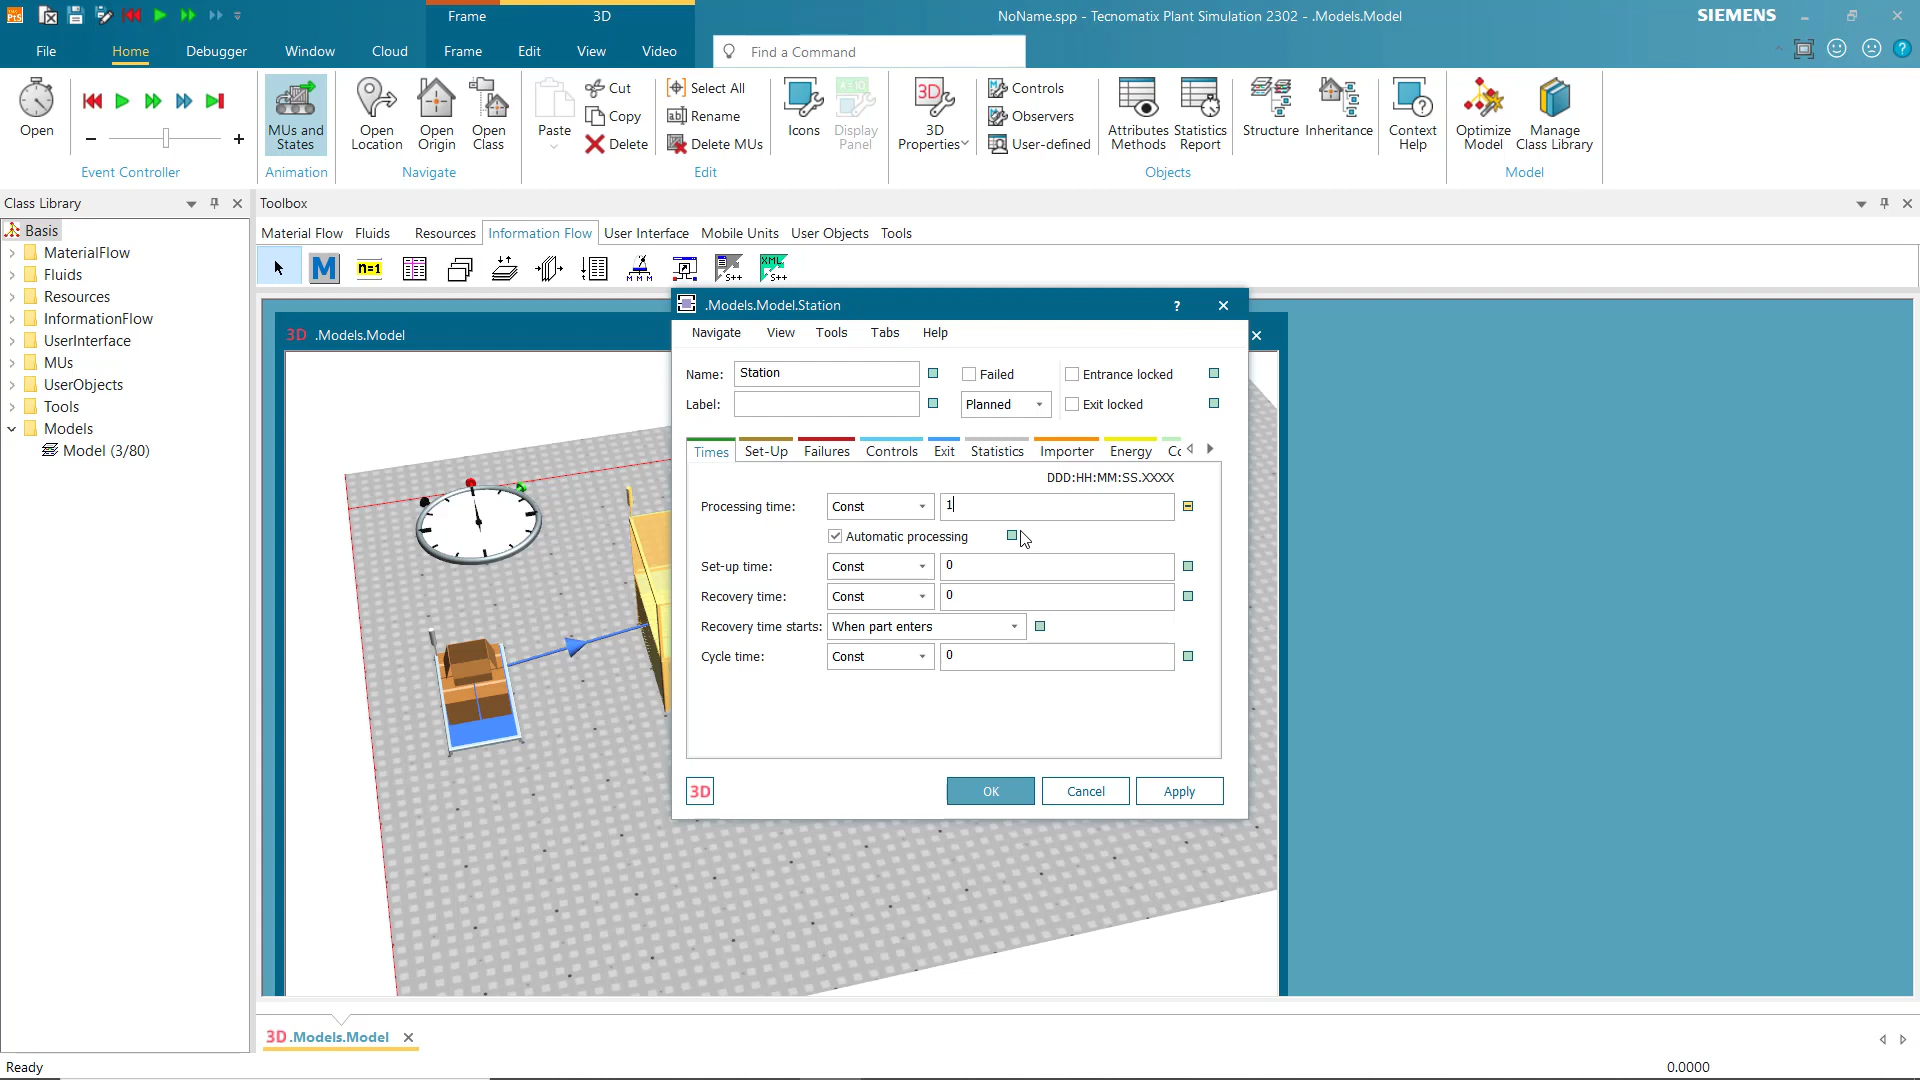 Frame
3D
NoName.spp - Tecnomatix Plant Simulation 2302 - .Models.Model
SIEMENS
File
Home
Debugger
Window
Cloud
Frame
Edit
View
Video
Find a Command
Open
Event Controller
MUs and States
Animation
Open Location
Open Origin
Open Class
Navigate
Paste
Cut
Copy
Delete
Select All
Rename
Delete MUs
Edit
Icons
Display Panel
3D Properties
Controls
Observers
User-defined
Attributes Methods
Statistics Report
Objects
Structure
Inheritance
Context Help
Optimize Model
Manage Class Library
Model
Class Library
Toolbox
Basis
MaterialFlow
Fluids
Resources
InformationFlow
UserInterface
MUs
UserObjects
Tools
Models
Model (3/80)
Material Flow
Fluids
Resources
Information Flow
User Interface
Mobile Units
User Objects
Tools
M
n=1
S++
XML
S++
3D .Models.Model
.Models.Model.Station
?
Navigate
View
Tools
Tabs
Help
Name:
Station
Failed
Entrance locked
Label:
Planned
Exit locked
Times
Set-Up
Failures
Controls
Exit
Statistics
Importer
Energy
DDD:HH:MM:SS.XXXX
Processing time:
Const
1
Automatic processing
Set-up time:
Const
0
Recovery time:
Const
0
Recovery time starts:
When part enters
Cycle time:
Const
0
3D
OK
Cancel
Apply
3D .Models.Model
Ready
0.0000